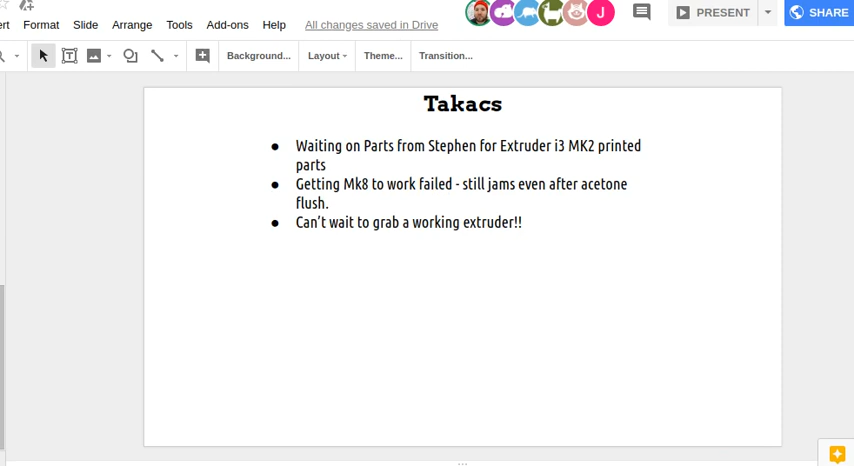 Format Slide Arrange Tools Add-ons Help All changes saved in Drive
J PRESENT SHARE
Background... Layout Theme... Transition...
Takacs
● Waiting on Parts from Stephen for Extruder i3 MK2 printed
parts
● Getting Mk8 to work failed - still jams even after acetone
flush.
● Can't wait to grab a working extruder!!